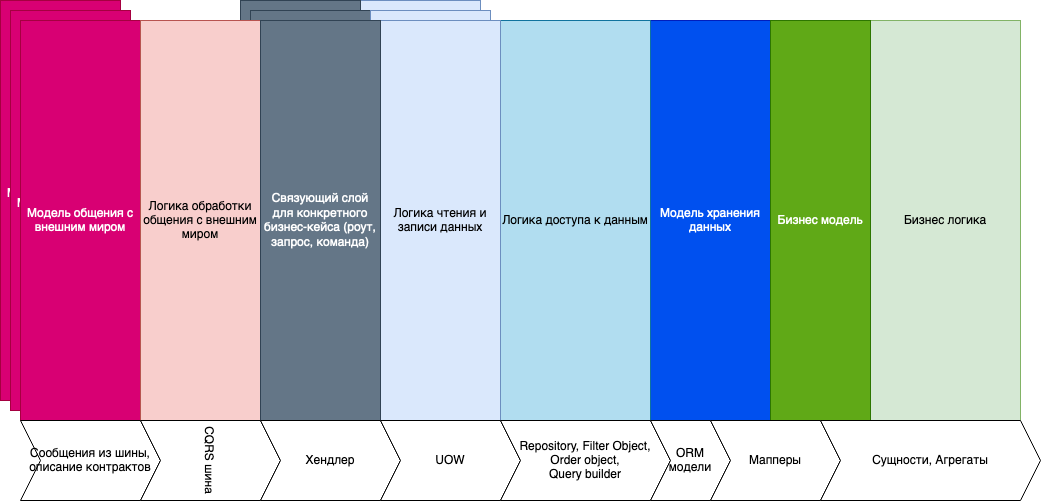 Модель общения с
внешним миром
Логика обработки
общения с внешним
миром
Связующий слой
для конкретного
бизнес-кейса (роут,
запрос, команда)
Логика чтения и
записи данных
Логика доступа к данным
Модель хранения
данных
Бизнес модель
Бизнес логика
Сообщения из шины,
описание контрактов
CQRS шина
Хендлер
UOW
Repository, Filter Object,
Order object,
Query builder
ORM
модели
Мапперы
Сущности, Агрегаты